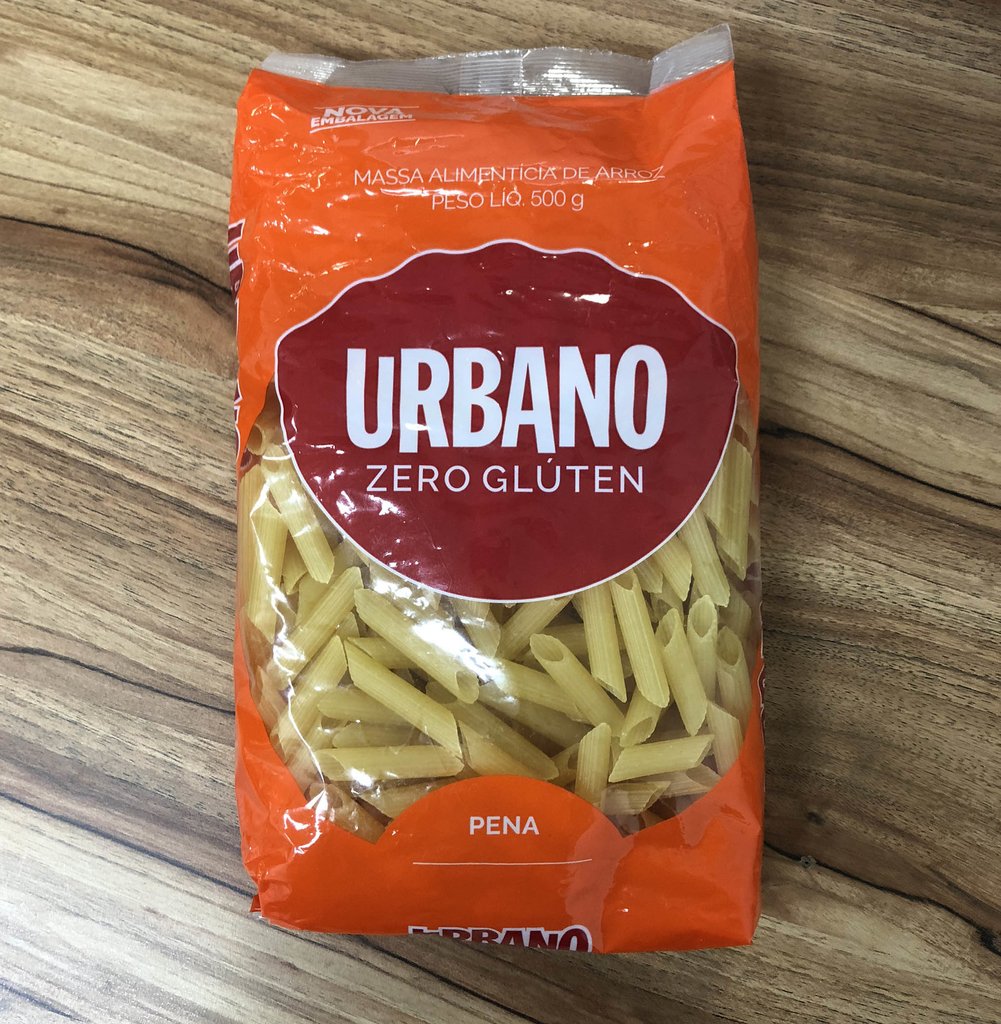 NOVA
EMBALAGEM
MASSA ALIMENTÍCIA DE ARROZ
PESO LÍQ. 500 g
URBANO
ZERO GLÚTEN
PENA
URBANO